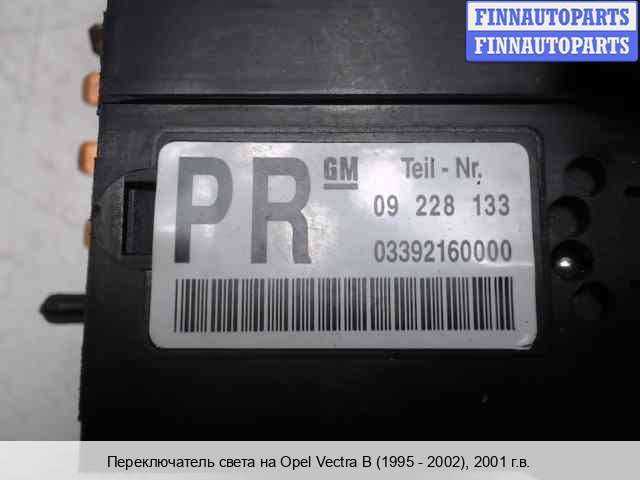 FINNAUTOPARTS
FINNAUTOPARTS
PR GM Teil - Nr.
09 228 133
03392160000
Переключатель света на Opel Vectra B (1995 - 2002), 2001 г.в.